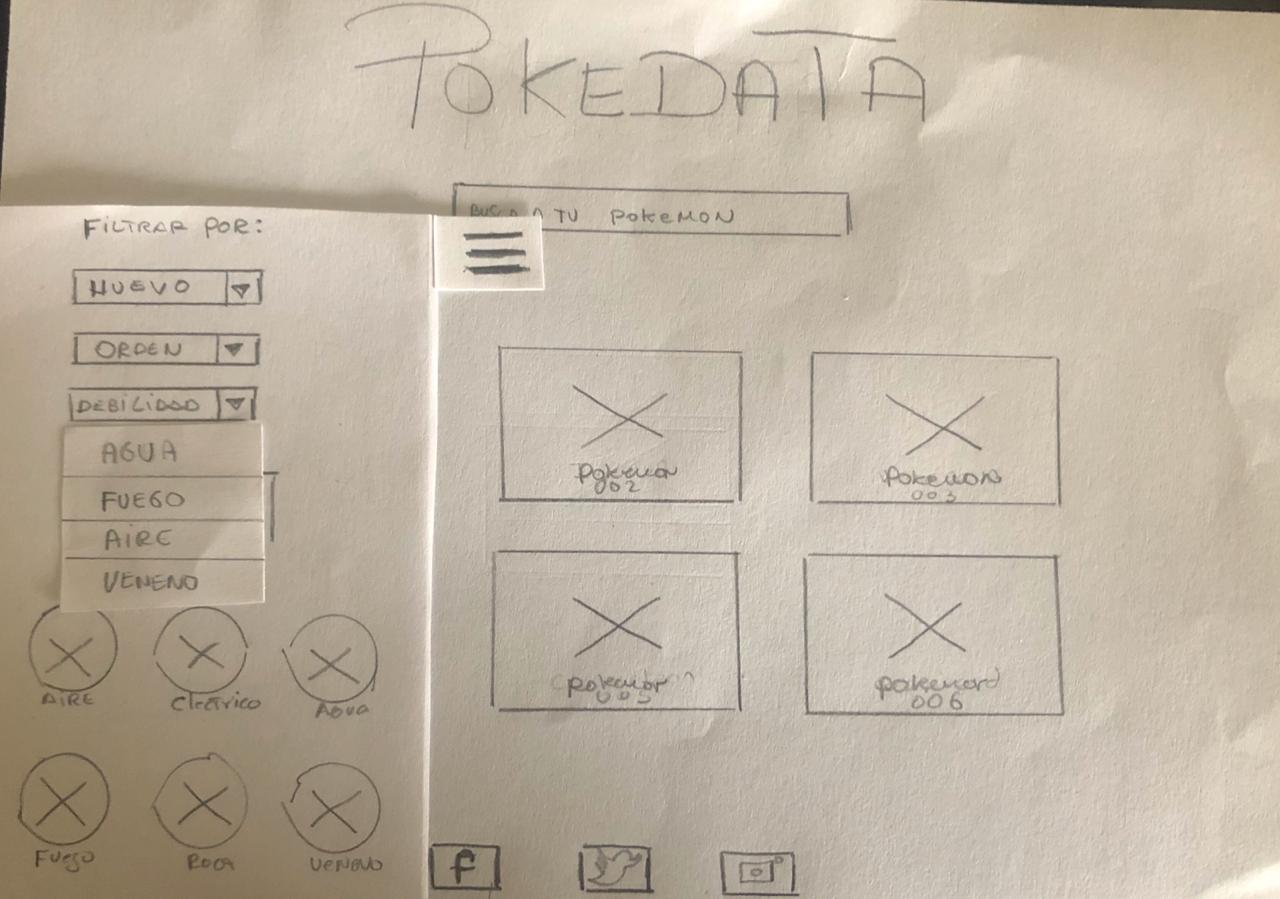 POKEDATA
BUSCA A TU POKEMON
FILTRAR POR:
HUEVO
ORDEN
DEBILIDAD
AGUA
FUEGO
AIRE
VENENO
AIRE
Electrico
AGUA
Fuego
ROCA
VENENO
Pokemon
002
Pokemon
003
Pokemon
005
Pokemon
006
f